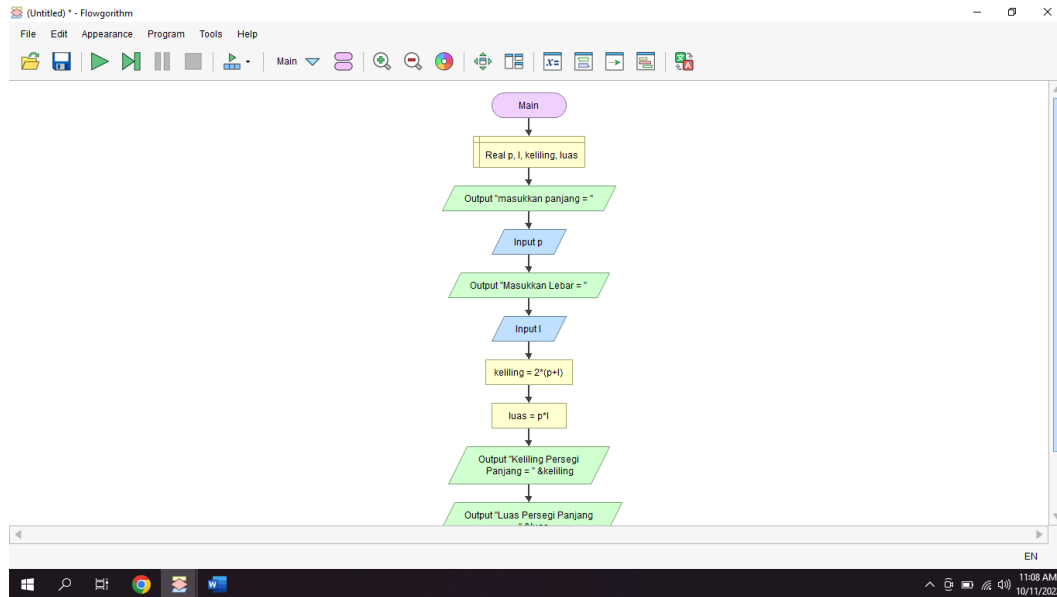 (Untitled) * - Flowgorithm
File Edit Appearance Program Tools Help
Main
x=
Main
Real p, l, keliling, luas
Output "masukkan panjang = "
Input p
Output "Masukkan Lebar = "
Input l
keliling = 2*(p+l)
luas = p*l
Output "Keliling Persegi
Panjang = " &keliling
Output "Luas Persegi Panjang
EN
11:08 AM